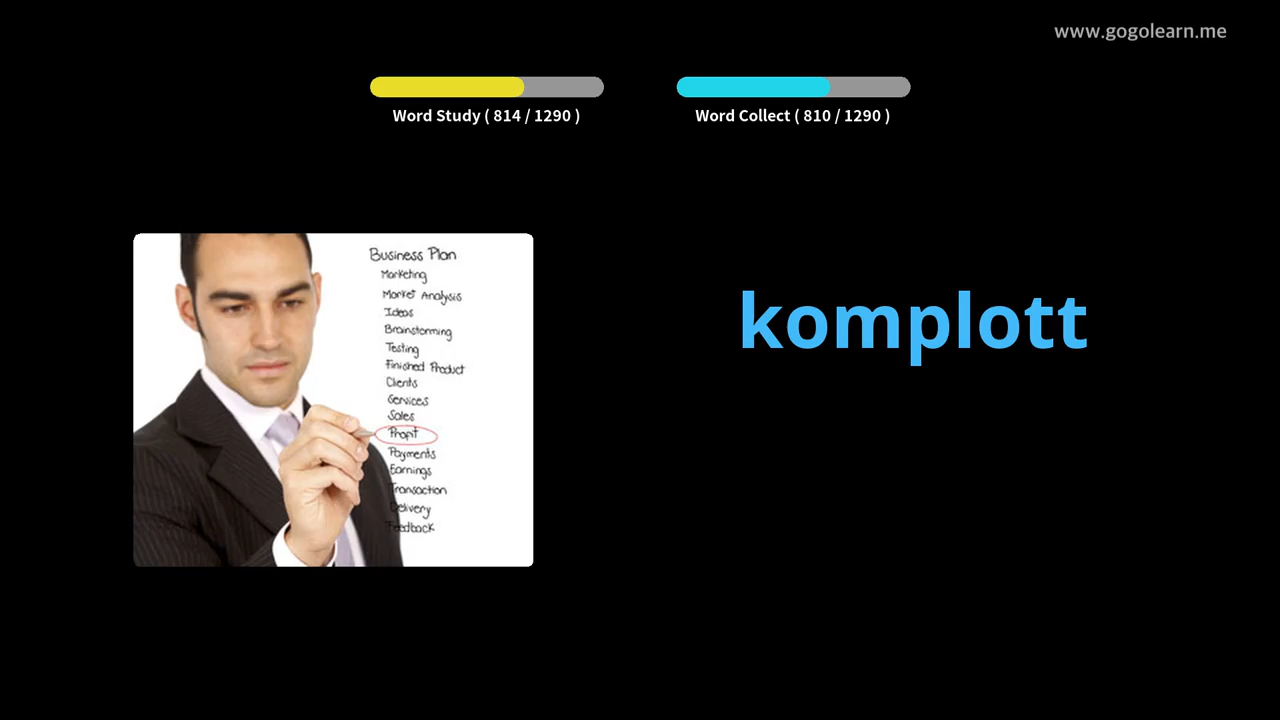 www.gogolearn.me
Word Study ( 814 / 1290 )
Word Collect ( 810 / 1290 )
Business Plan
Marketing
Market Analysis
Ideas
Brainstorming
Testing
Finished Product
Clients
Services
Sales
Profit
Payments
Earnings
Transaction
Delivery
Feedback
komplott